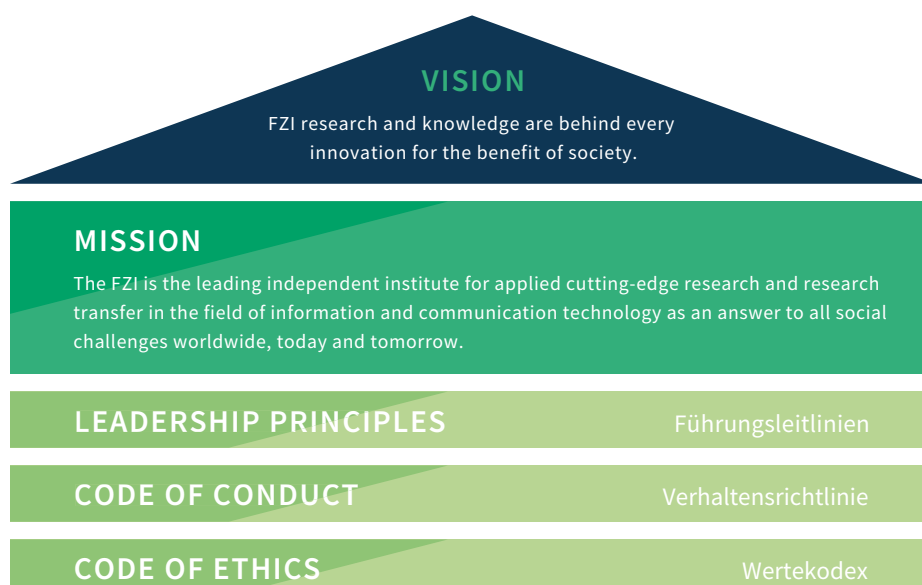 VISION
FZI research and knowledge are behind every
innovation for the benefit of society.
MISSION
The FZI is the leading independent institute for applied cutting-edge research and research
transfer in the field of information and communication technology as an answer to all social
challenges worldwide, today and tomorrow.
LEADERSHIP PRINCIPLES Führungsleitlinien
CODE OF CONDUCT Verhaltensrichtlinie
CODE OF ETHICS Wertekodex